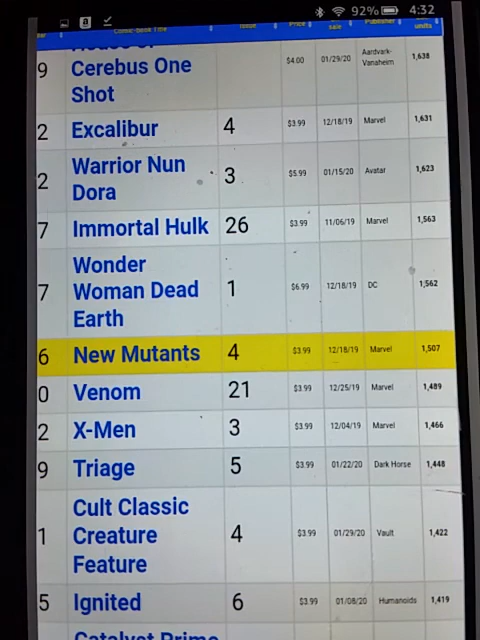 92% 4:32
Comic-book Title Issue Price sale Publisher units
House of
9 Cerebus One Shot $4.00 01/29/20 Aardvark-Vanaheim 1,638
2 Excalibur 4 $3.99 12/18/19 Marvel 1,631
2 Warrior Nun Dora 3 $5.99 01/15/20 Avatar 1,623
7 Immortal Hulk 26 $3.99 11/06/19 Marvel 1,563
7 Wonder Woman Dead Earth 1 $6.99 12/18/19 DC 1,562
6 New Mutants 4 $3.99 12/18/19 Marvel 1,507
0 Venom 21 $3.99 12/25/19 Marvel 1,489
2 X-Men 3 $3.99 12/04/19 Marvel 1,466
9 Triage 5 $3.99 01/22/20 Dark Horse 1,448
1 Cult Classic Creature Feature 4 $3.99 01/29/20 Vault 1,422
5 Ignited 6 $3.99 01/08/20 Humanoids 1,419
Catalyst Prime